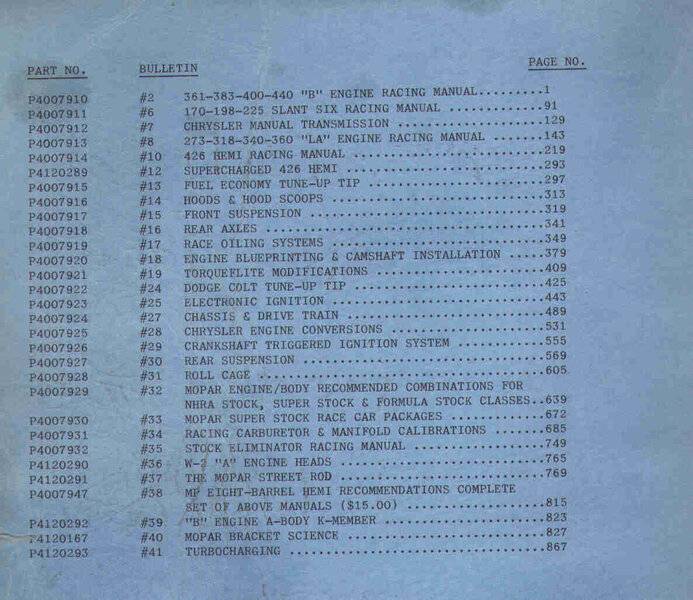 PART NO. BULLETIN PAGE NO.
P4007910 #2 361-383-400-440 "B" ENGINE RACING MANUAL.........1
P4007911 #6 170-198-225 SLANT SIX RACING MANUAL .............91
P4007912 #7 CHRYSLER MANUAL TRANSMISSION ....................129
P4007913 #8 273-318-340-360 "LA" ENGINE RACING MANUAL .......143
P4007914 #10 426 HEMI RACING MANUAL ..........................219
P4120289 #12 SUPERCHARGED 426 HEMI ...........................293
P4007915 #13 FUEL ECONOMY TUNE-UP TIP ........................297
P4007916 #14 HOODS & HOOD SCOOPS .............................313
P4007917 #15 FRONT SUSPENSION ................................319
P4007918 #16 REAR AXLES ......................................341
P4007919 #17 RACE OILING SYSTEMS .............................349
P4007920 #18 ENGINE BLUEPRINTING & CAMSHAFT INSTALLATION .....379
P4007921 #19 TORQUEFLITE MODIFICATIONS .......................409
P4007922 #24 DODGE COLT TUNE-UP TIP ..........................425
P4007923 #25 ELECTRONIC IGNITION .............................443
P4007924 #27 CHASSIS & DRIVE TRAIN ...........................489
P4007925 #28 CHRYSLER ENGINE CONVERSIONS .....................531
P4007926 #29 CRANKSHAFT TRIGGERED IGNITION SYSTEM ............555
P4007927 #30 REAR SUSPENSION .................................569
P4007928 #31 ROLL CAGE .......................................605
P4007929 #32 MOPAR ENGINE/BODY RECOMMENDED COMBINATIONS FOR
NHRA STOCK, SUPER STOCK & FORMULA STOCK CLASSES..639
P4007930 #33 MOPAR SUPER STOCK RACE CAR PACKAGES .............672
P4007931 #34 RACING CARBURETOR & MANIFOLD CALIBRATIONS .......685
P4007932 #35 STOCK ELIMINATOR RACING MANUAL ..................749
P4120290 #36 W-2 "A" ENGINE HEADS ............................765
P4120291 #37 THE MOPAR STREET ROD ............................769
P4007947 #38 MP EIGHT-BARREL HEMI RECOMMENDATIONS COMPLETE
SET OF ABOVE MANUALS ($15.00) ...................815
P4120292 #39 "B" ENGINE A-BODY K-MEMBER ......................823
P4120167 #40 MOPAR BRACKET SCIENCE ...........................827
P4120293 #41 TURBOCHARGING ...................................867